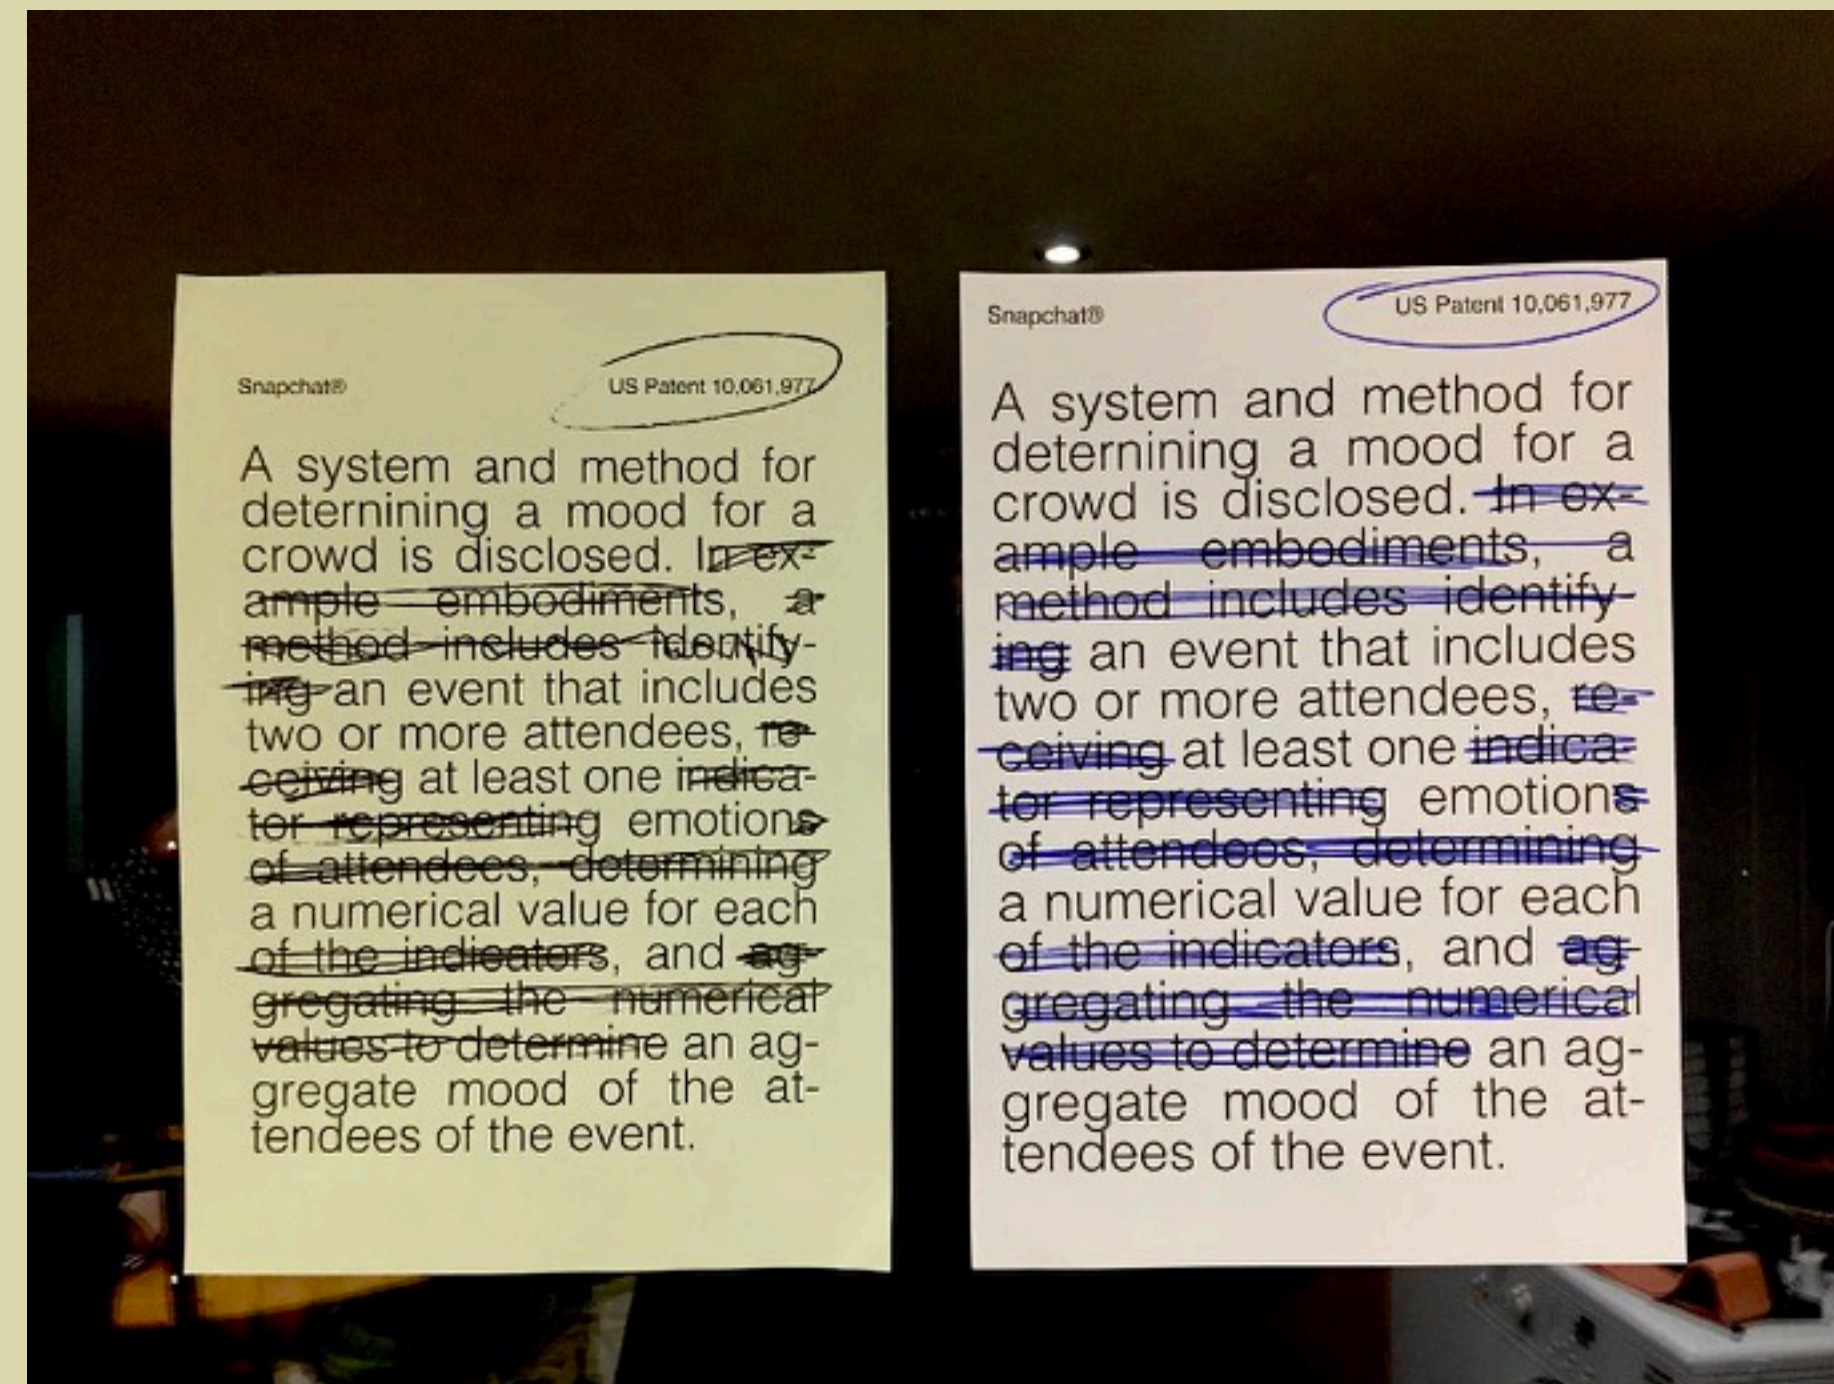 Snapchat®
US Patent 10,061,977
A system and method for
deternining a mood for a
crowd is disclosed. In ex-
ample embodiments, a
method includes identify-
ing an event that includes
two or more attendees, re-
ceiving at least one indica-
tor representing emotions
of attendees, determining
a numerical value for each
of the indicators, and ag-
gregating the numerical
values to determine an ag-
gregate mood of the at-
tendees of the event.
Snapchat®
US Patent 10,061,977
A system and method for
deternining a mood for a
crowd is disclosed. In ex-
ample embodiments, a
method includes identify-
ing an event that includes
two or more attendees, re-
ceiving at least one indica-
tor representing emotions
of attendees, determining
a numerical value for each
of the indicators, and ag-
gregating the numerical
values to determine an ag-
gregate mood of the at-
tendees of the event.